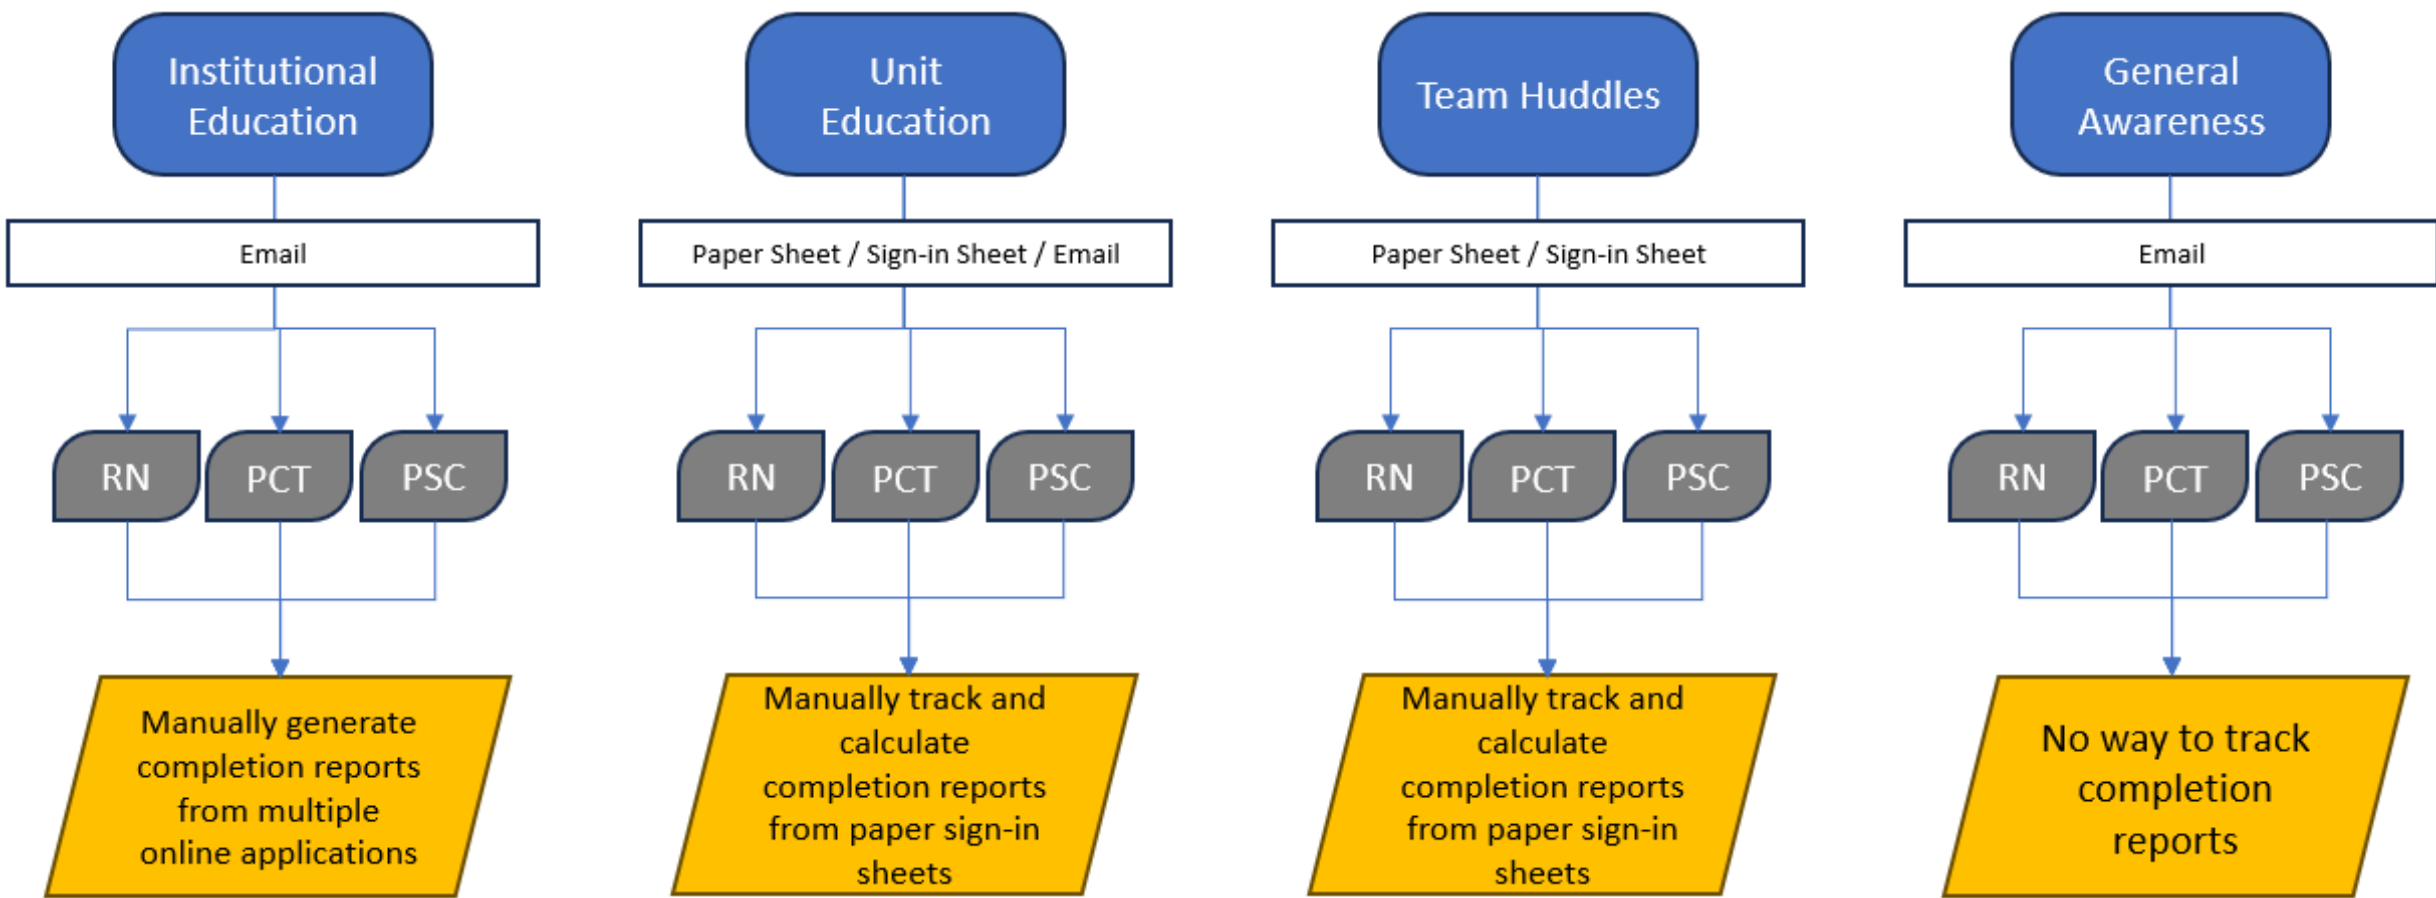 Institutional
Education
Unit
Education
Team Huddles
General
Awareness
Email
Paper Sheet / Sign-in Sheet / Email
Paper Sheet / Sign-in Sheet
Email
RN
PCT
PSC
RN
PCT
PSC
RN
PCT
PSC
RN
PCT
PSC
Manually generate
completion reports
from multiple
online applications
Manually track and
calculate
completion reports
from paper sign-in
sheets
Manually track and
calculate
completion reports
from paper sign-in
sheets
No way to track
completion
reports